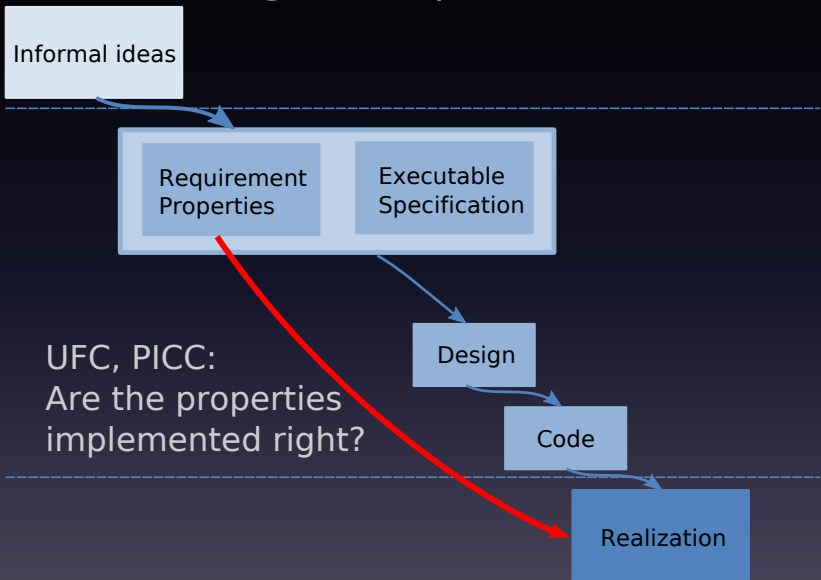 Informal ideas
Requirement
Properties
Executable
Specification
Design
UFC, PICC:
Are the properties
implemented right?
Code
Realization